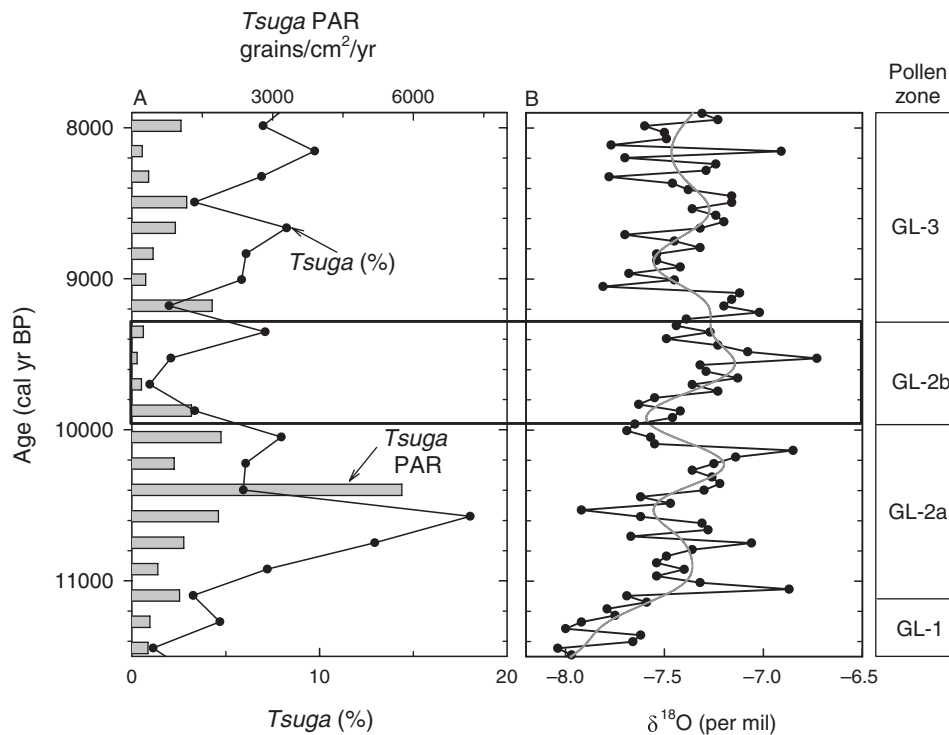 Tsuga PAR
grains/cm²/yr
3000 6000
A
B
Pollen
zone
8000
9000
10000
11000
Age (cal yr BP)
Tsuga (%)
Tsuga
PAR
0 10 20
Tsuga (%)
−8.0 −7.5 −7.0 −6.5
δ¹⁸O (per mil)
GL-3
GL-2b
GL-2a
GL-1